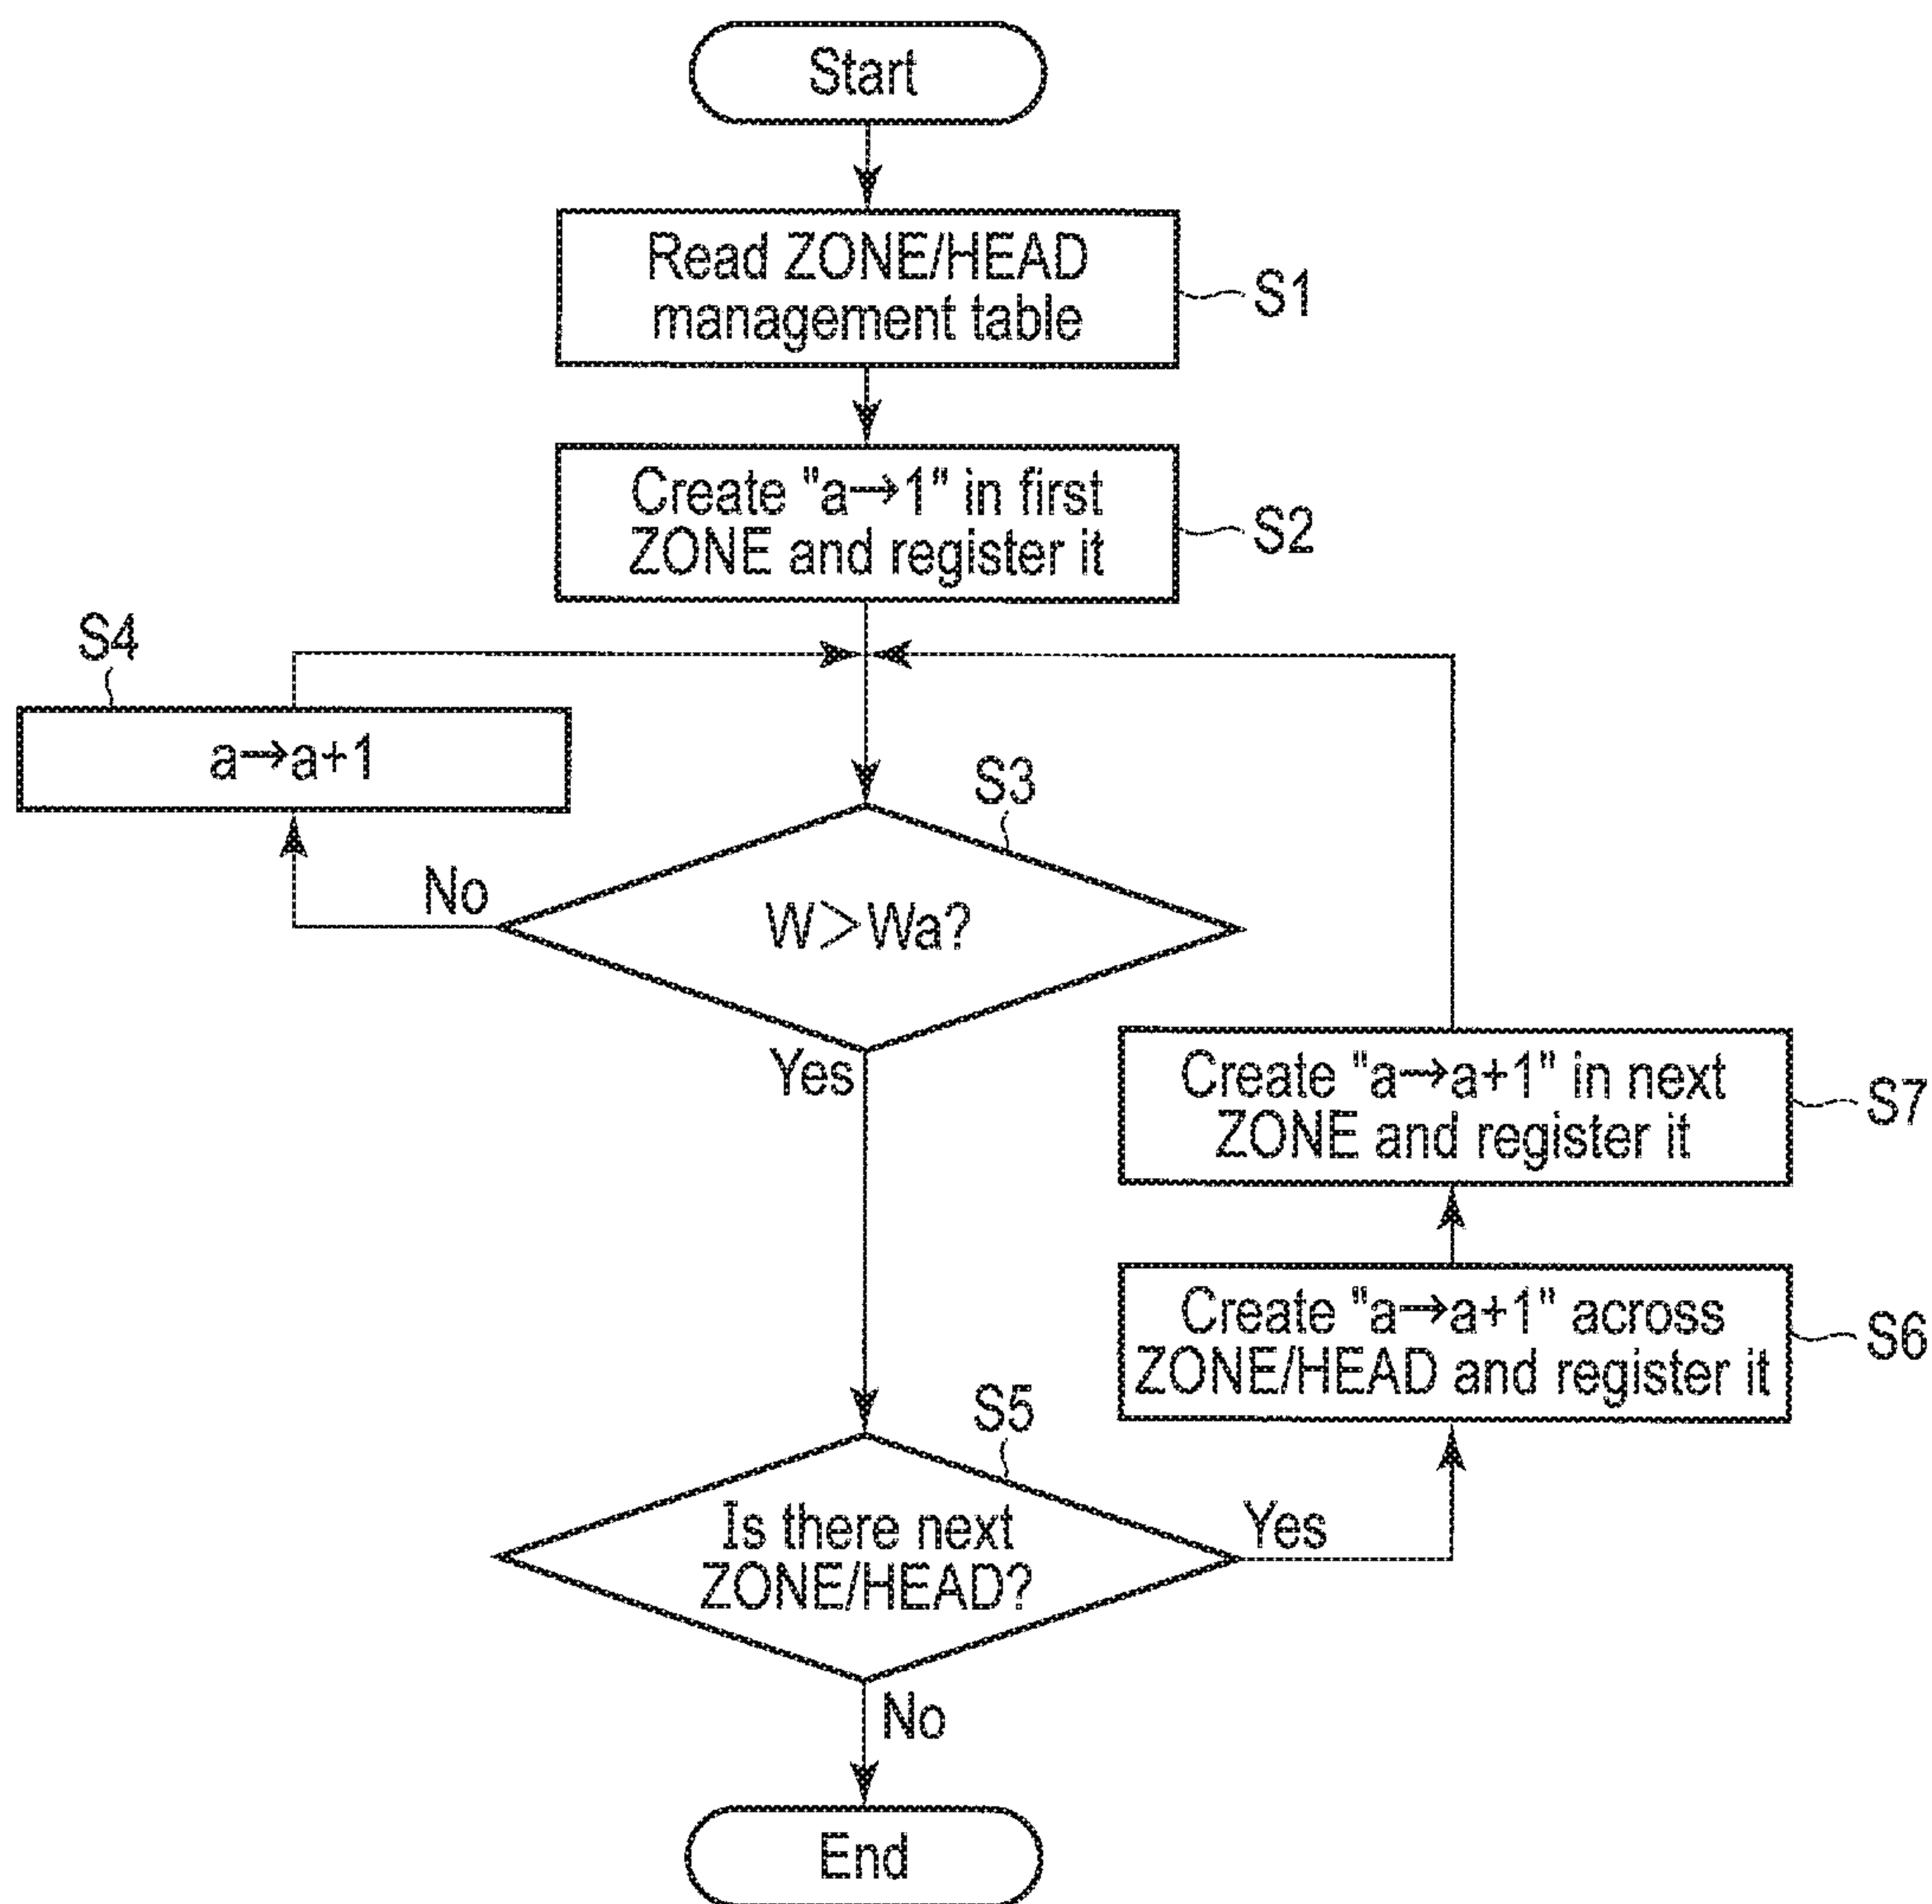 Start
Read ZONE/HEAD
management table
S1
Create "a→1" in first
ZONE and register it
S2
S4
a→a+1
S3
No
W>Wa?
Yes
Create "a→a+1" in next
ZONE and register it
S7
Create "a→a+1" across
ZONE/HEAD and register it
S6
S5
Is there next
ZONE/HEAD?
Yes
No
End